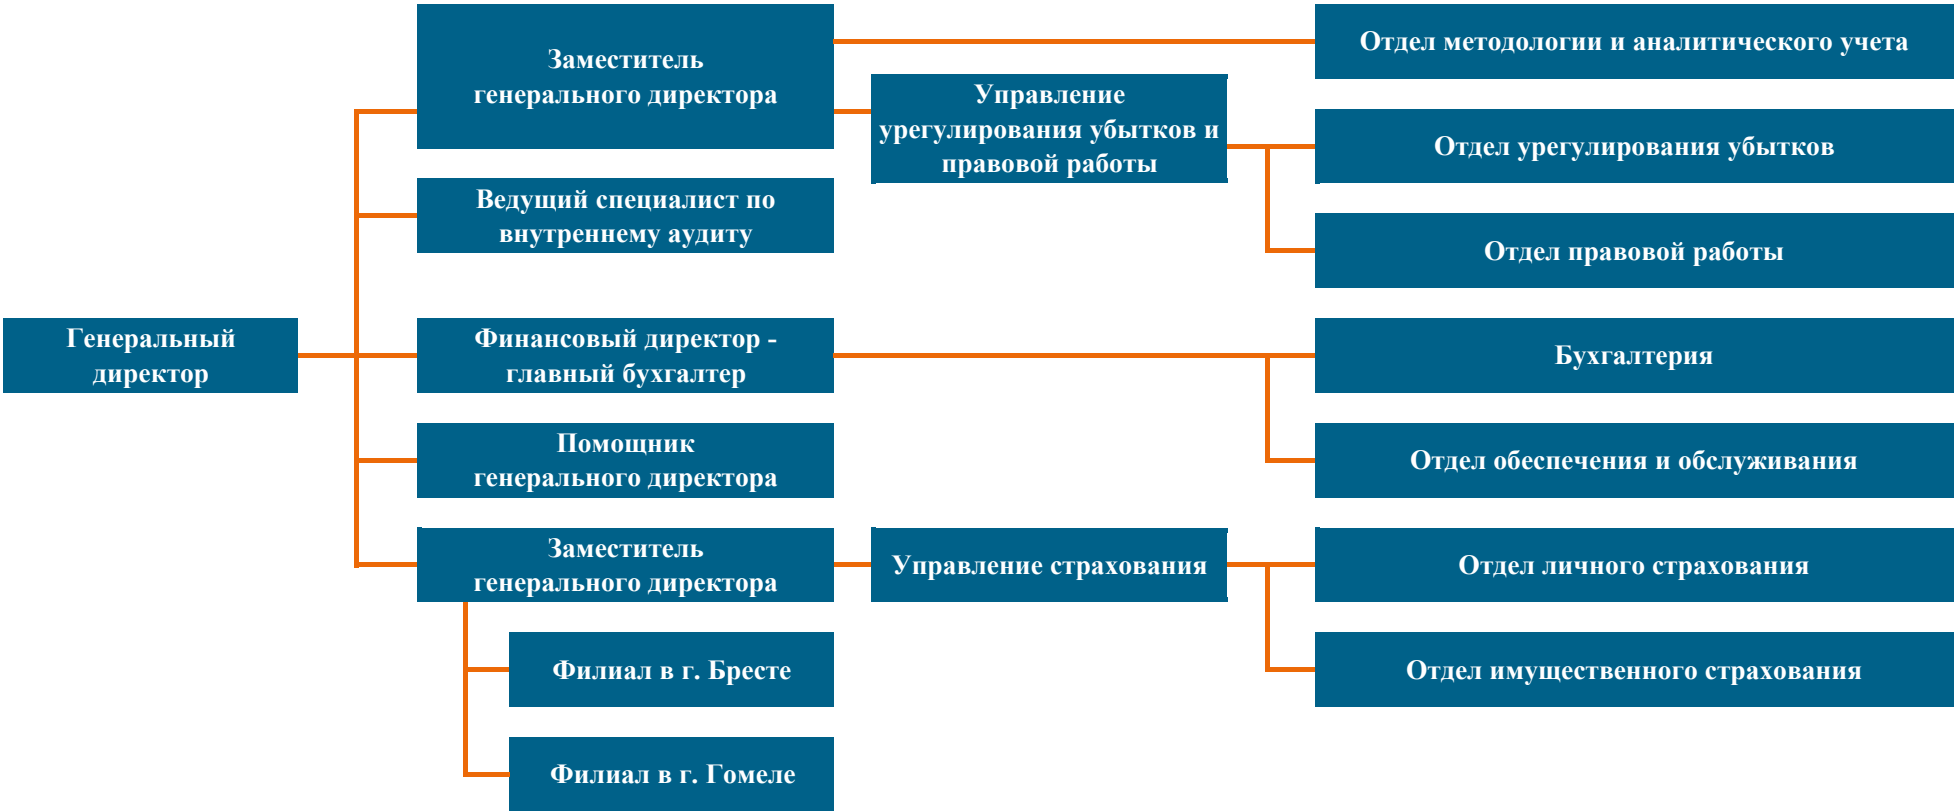 Заместитель
генерального директора
Отдел методологии и аналитического учета
Управление
урегулирования убытков и
правовой работы
Отдел урегулирования убытков
Ведущий специалист по
внутреннему аудиту
Отдел правовой работы
Генеральный
директор
Финансовый директор -
главный бухгалтер
Бухгалтерия
Помощник
генерального директора
Отдел обеспечения и обслуживания
Заместитель
генерального директора
Управление страхования
Отдел личного страхования
Филиал в г. Бресте
Отдел имущественного страхования
Филиал в г. Гомеле